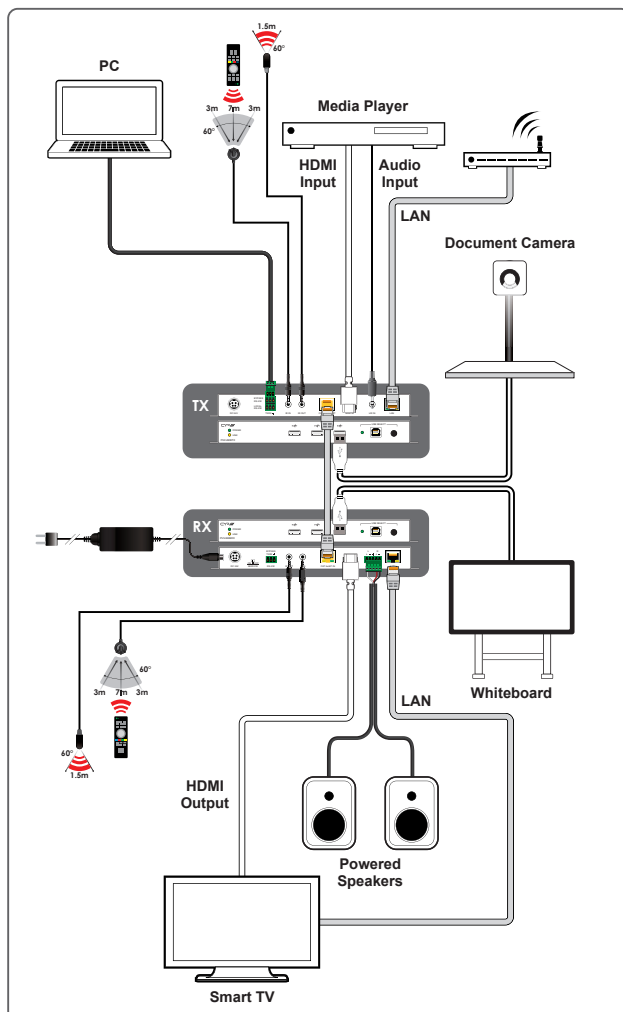 1.5m
60°
PC
3m 7m 3m
60°
Media Player
HDMI
Input
Audio
Input
LAN
Document Camera
TX
RX
60°
3m 7m 3m
60°
1.5m
LAN
Whiteboard
HDMI
Output
Powered
Speakers
Smart TV